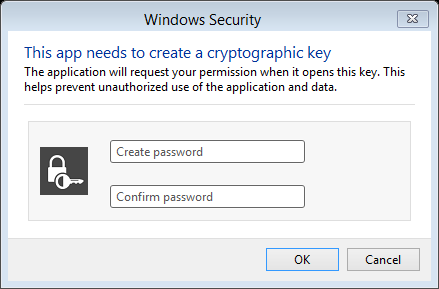 Windows Security
This app needs to create a cryptographic key
The application will request your permission when it opens this key. This
helps prevent unauthorized use of the application and data.
Create password
Confirm password
OK
Cancel